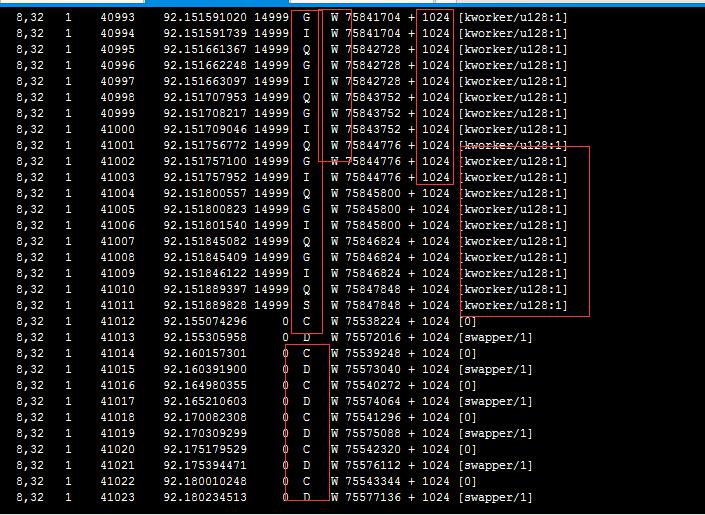 8,32 1 40993 92.151591020 14999 G W 75841704 + 1024 [kworker/u128:1]
8,32 1 40994 92.151591739 14999 I W 75841704 + 1024 [kworker/u128:1]
8,32 1 40995 92.151661367 14999 Q W 75842728 + 1024 [kworker/u128:1]
8,32 1 40996 92.151662248 14999 G W 75842728 + 1024 [kworker/u128:1]
8,32 1 40997 92.151663097 14999 I W 75842728 + 1024 [kworker/u128:1]
8,32 1 40998 92.151707953 14999 Q W 75843752 + 1024 [kworker/u128:1]
8,32 1 40999 92.151708217 14999 G W 75843752 + 1024 [kworker/u128:1]
8,32 1 41000 92.151709046 14999 I W 75843752 + 1024 [kworker/u128:1]
8,32 1 41001 92.151756772 14999 Q W 75844776 + 1024 [kworker/u128:1]
8,32 1 41002 92.151757100 14999 G W 75844776 + 1024 [kworker/u128:1]
8,32 1 41003 92.151757952 14999 I W 75844776 + 1024 [kworker/u128:1]
8,32 1 41004 92.151800557 14999 Q W 75845800 + 1024 [kworker/u128:1]
8,32 1 41005 92.151800823 14999 G W 75845800 + 1024 [kworker/u128:1]
8,32 1 41006 92.151801540 14999 I W 75845800 + 1024 [kworker/u128:1]
8,32 1 41007 92.151845082 14999 Q W 75846824 + 1024 [kworker/u128:1]
8,32 1 41008 92.151845409 14999 G W 75846824 + 1024 [kworker/u128:1]
8,32 1 41009 92.151846122 14999 I W 75846824 + 1024 [kworker/u128:1]
8,32 1 41010 92.151889397 14999 Q W 75847848 + 1024 [kworker/u128:1]
8,32 1 41011 92.151889828 14999 S W 75847848 + 1024 [kworker/u128:1]
8,32 1 41012 92.155074296 0 C W 75538224 + 1024 [0]
8,32 1 41013 92.155305958 0 D W 75572016 + 1024 [swapper/1]
8,32 1 41014 92.160157301 0 C W 75539248 + 1024 [0]
8,32 1 41015 92.160391900 0 D W 75573040 + 1024 [swapper/1]
8,32 1 41016 92.164980355 0 C W 75540272 + 1024 [0]
8,32 1 41017 92.165210603 0 D W 75574064 + 1024 [swapper/1]
8,32 1 41018 92.170082308 0 C W 75541296 + 1024 [0]
8,32 1 41019 92.170309299 0 D W 75575088 + 1024 [swapper/1]
8,32 1 41020 92.175179529 0 C W 75542320 + 1024 [0]
8,32 1 41021 92.175394471 0 D W 75576112 + 1024 [swapper/1]
8,32 1 41022 92.180010248 0 C W 75543344 + 1024 [0]
8,32 1 41023 92.180234513 0 D W 75577136 + 1024 [swapper/1]